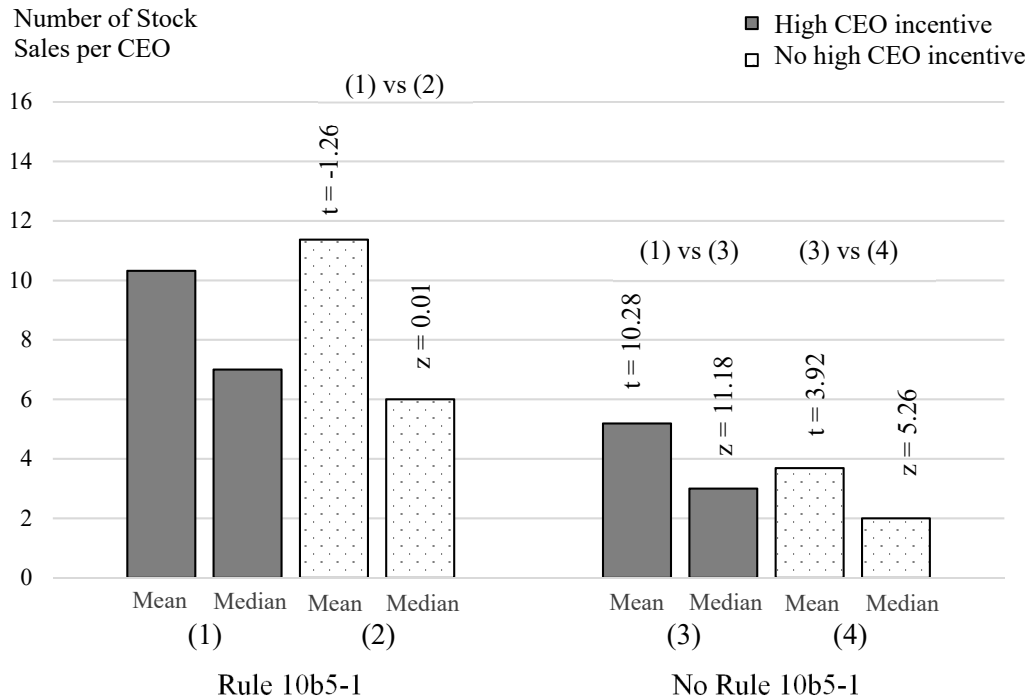 Number of Stock
Sales per CEO
High CEO incentive
No high CEO incentive
(1) vs (2)
16
14
12
10
8
6
4
2
0
t = -1.26
z = 0.01
(1) vs (3)
(3) vs (4)
t = 10.28
z = 11.18
t = 3.92
z = 5.26
Mean Median Mean Median Mean Median Mean Median
(1) (2) (3) (4)
Rule 10b5-1 No Rule 10b5-1